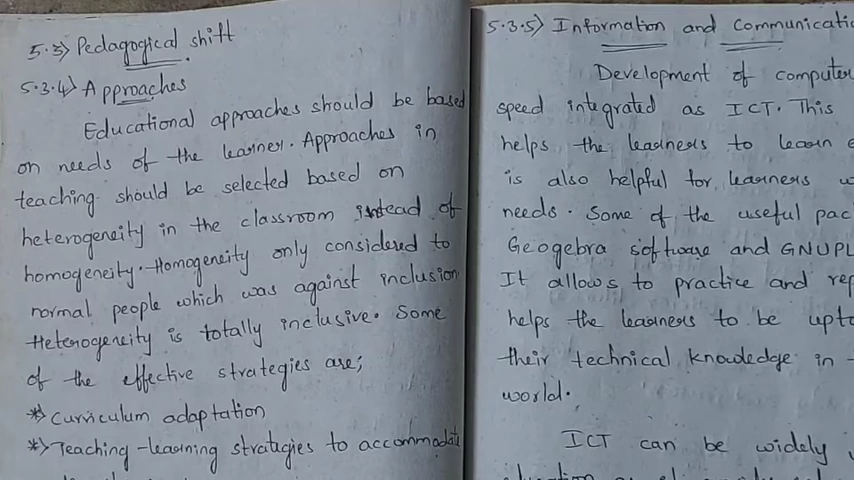 5.3) Pedagogical shift
5.3.4) Approaches
Educational approaches should be based
on needs of the learner. Approaches in
teaching should be selected based on
heterogeneity in the classroom instead of
homogeneity. Homogeneity only considered to
normal people which was against inclusion
Heterogeneity is totally inclusive. Some
of the effective strategies are;
*) Curriculum adaptation
*) Teaching-learning strategies to accommodate
5.3.5) Information and Communicatio
Development of computer
speed integrated as ICT. This
helps the learners to learn
is also helpful for learners
needs. Some of the useful pac
Geogebra software and GNUPL
It allows to practice and rep
helps the learners to be upto
their technical knowledge in
world.
ICT can be widely